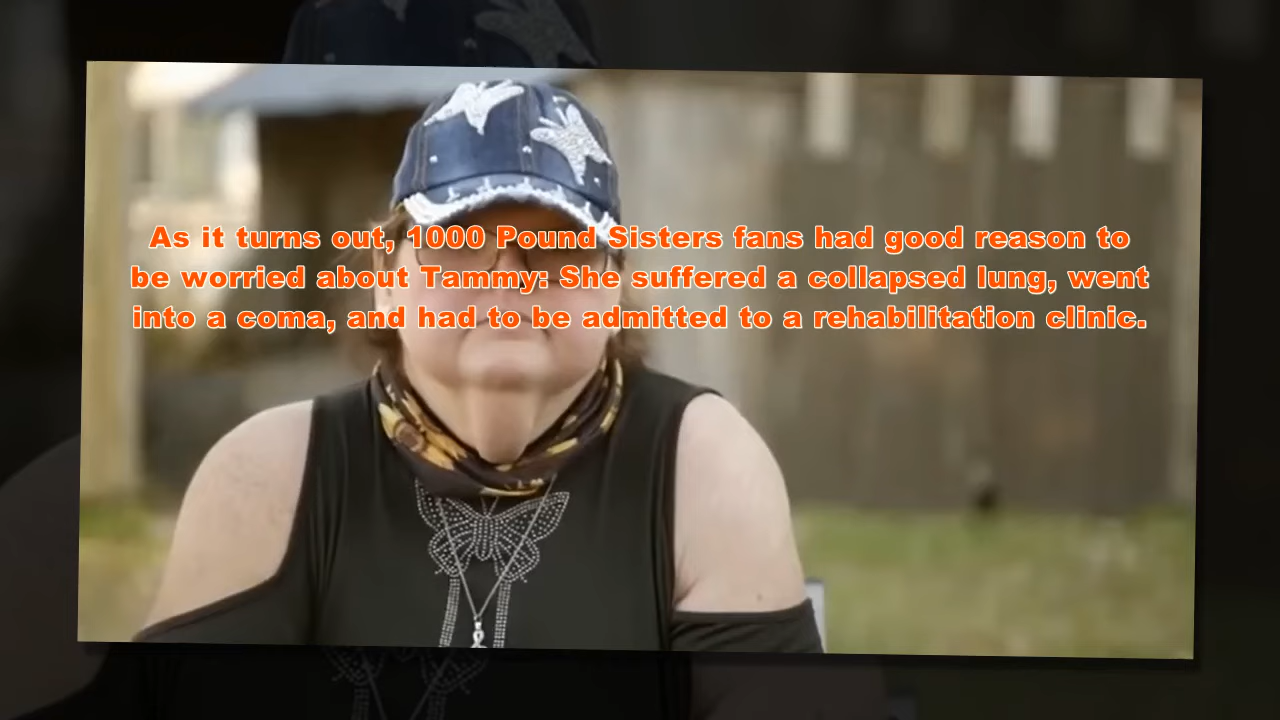 As it turns out, 1000 Pound Sisters fans had good reason to
be worried about Tammy: She suffered a collapsed lung, went
into a coma, and had to be admitted to a rehabilitation clinic.